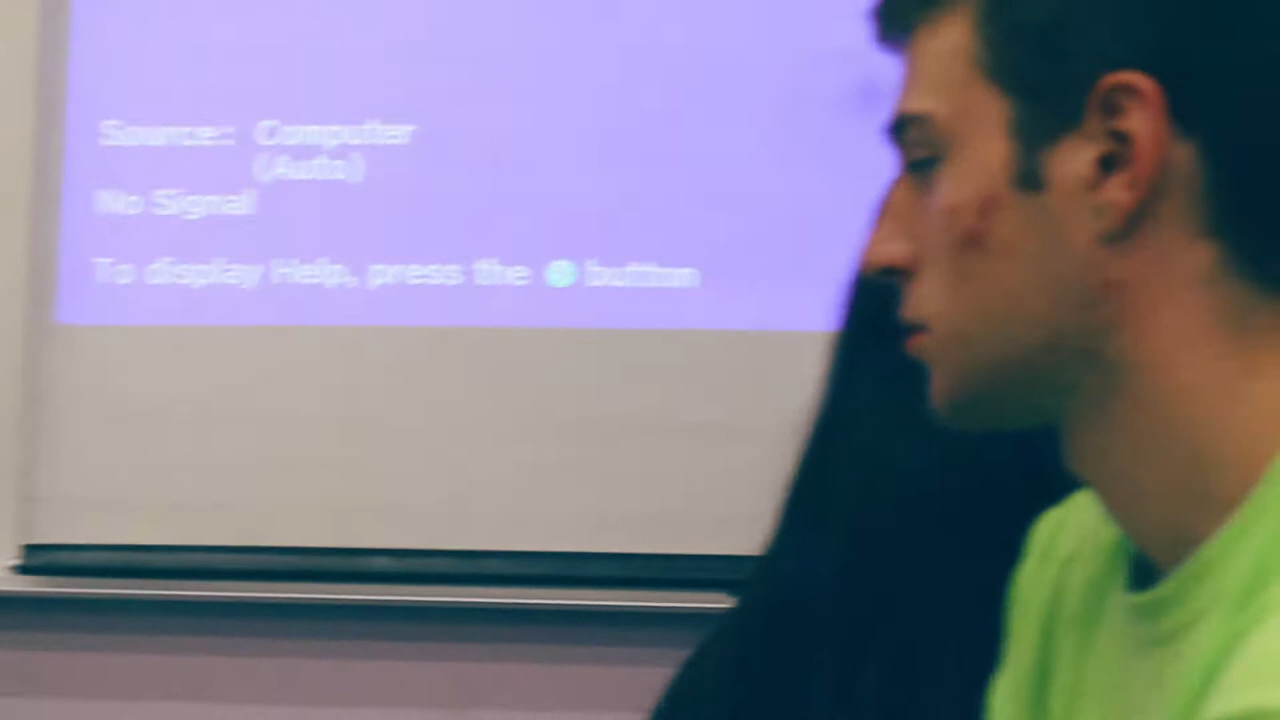 Source: Computer
(Auto)
No Signal
To display Help, press the button